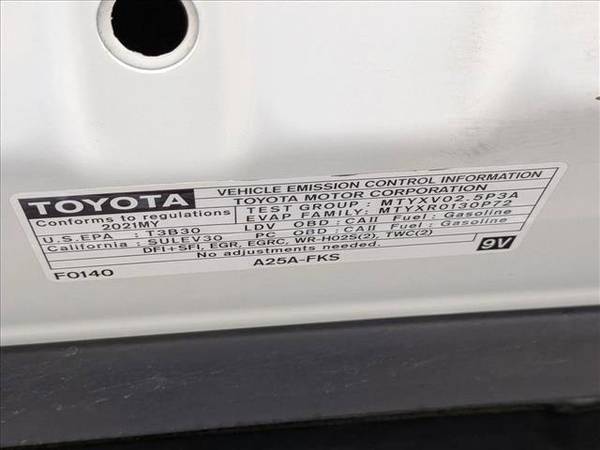 TOYOTA
VEHICLE EMISSION CONTROL INFORMATION
TOYOTA MOTOR CORPORATION
Conforms to regulations
2021MY
TEST GROUP : MTYXV02.5P3A
EVAP FAMILY: MTYXR0130P72
U.S.EPA : T3B30 LDV OBD : CAII Fuel : Gasoline
California : SULEV30 PC OBD : CAII Fuel : Gasoline
DFI+SFI, EGR, EGRC, WR-HO2S(2), TWC(2)
No adjustments needed.
9V
F0140 A25A-FKS